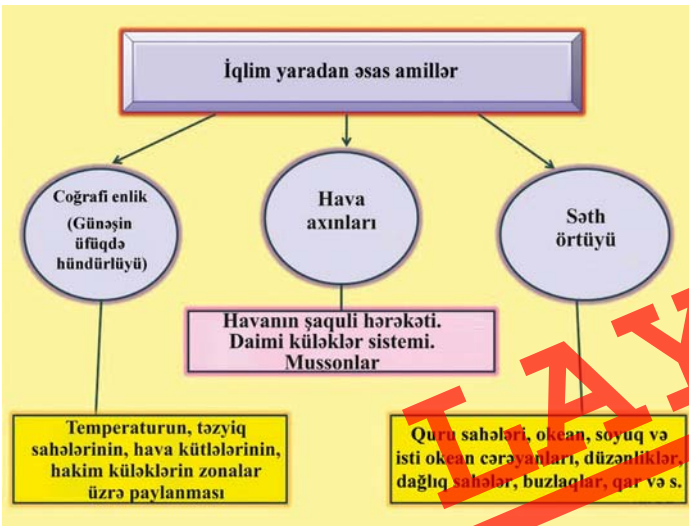 İqlim yaradan əsas amillər
Coğrafi enlik
(Günəşin
üfüqdə
hündürlüyü)
Hava
axınları
Səth
örtüyü
Havanın şaquli hərəkəti.
Daimi küləklər sistemi.
Mussonlar
Temperaturun, təzyiq
sahələrinin, hava kütlələrinin,
hakim küləklərin zonalar
üzrə paylanması
Quru sahələri, okean, soyuq və
isti okean cərəyanları, düzənliklər,
dağlıq sahələr, buzlaqlar, qar və s.
LAY